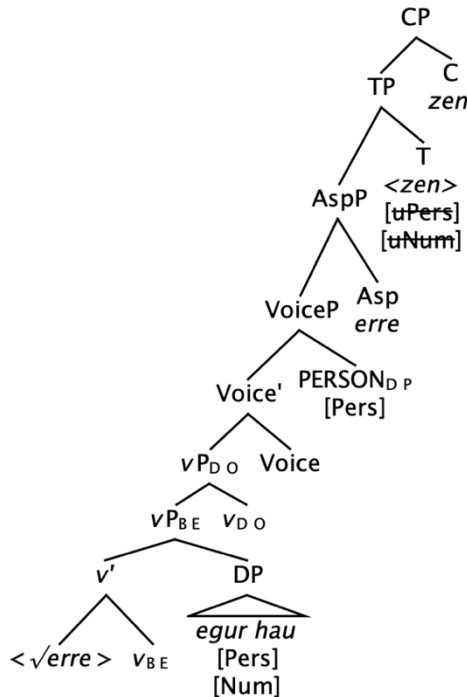 CP
TP C
zen
T
<zen>
AspP [uPers]
[uNum]
VoiceP Asp
erre
Voice' PERSON_DP
[Pers]
vP_DO Voice
vP_BE v_DO
v' DP
egur hau
<√erre> v_BE [Pers]
[Num]